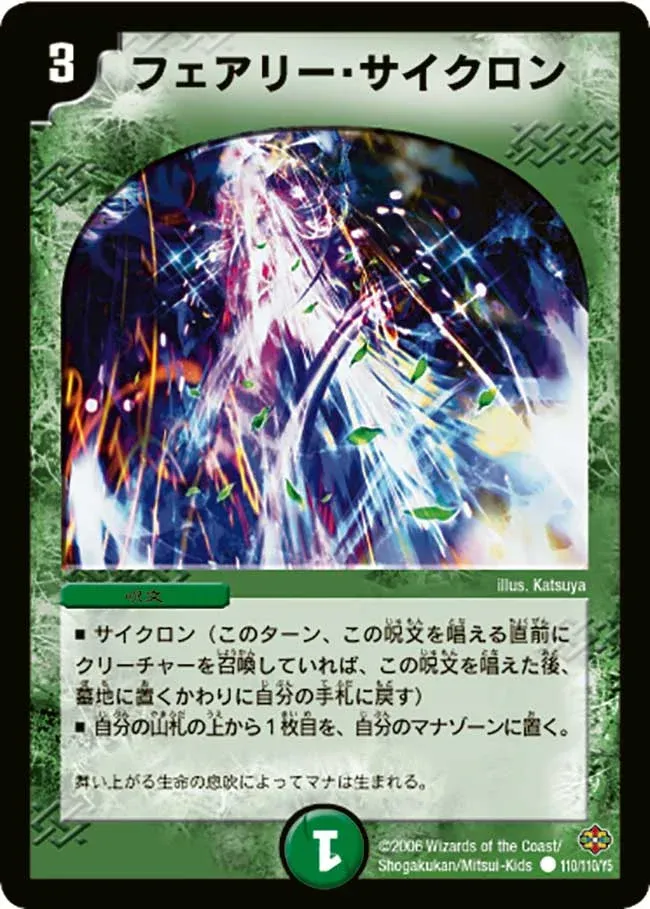 3
フェアリー・サイクロン
illus. Katsuya
呪文
■ サイクロン(このターン、この呪文を唱える直前に
クリーチャーを召喚していれば、この呪文を唱えた後、
墓地に置くかわりに自分の手札に戻す)
■ 自分の山札の上から1枚目を、自分のマナゾーンに置く。
舞い上がる生命の息吹によってマナは生まれる。
1
©2006 Wizards of the Coast/
Shogakukan/Mitsui-Kids
110/110/Y5